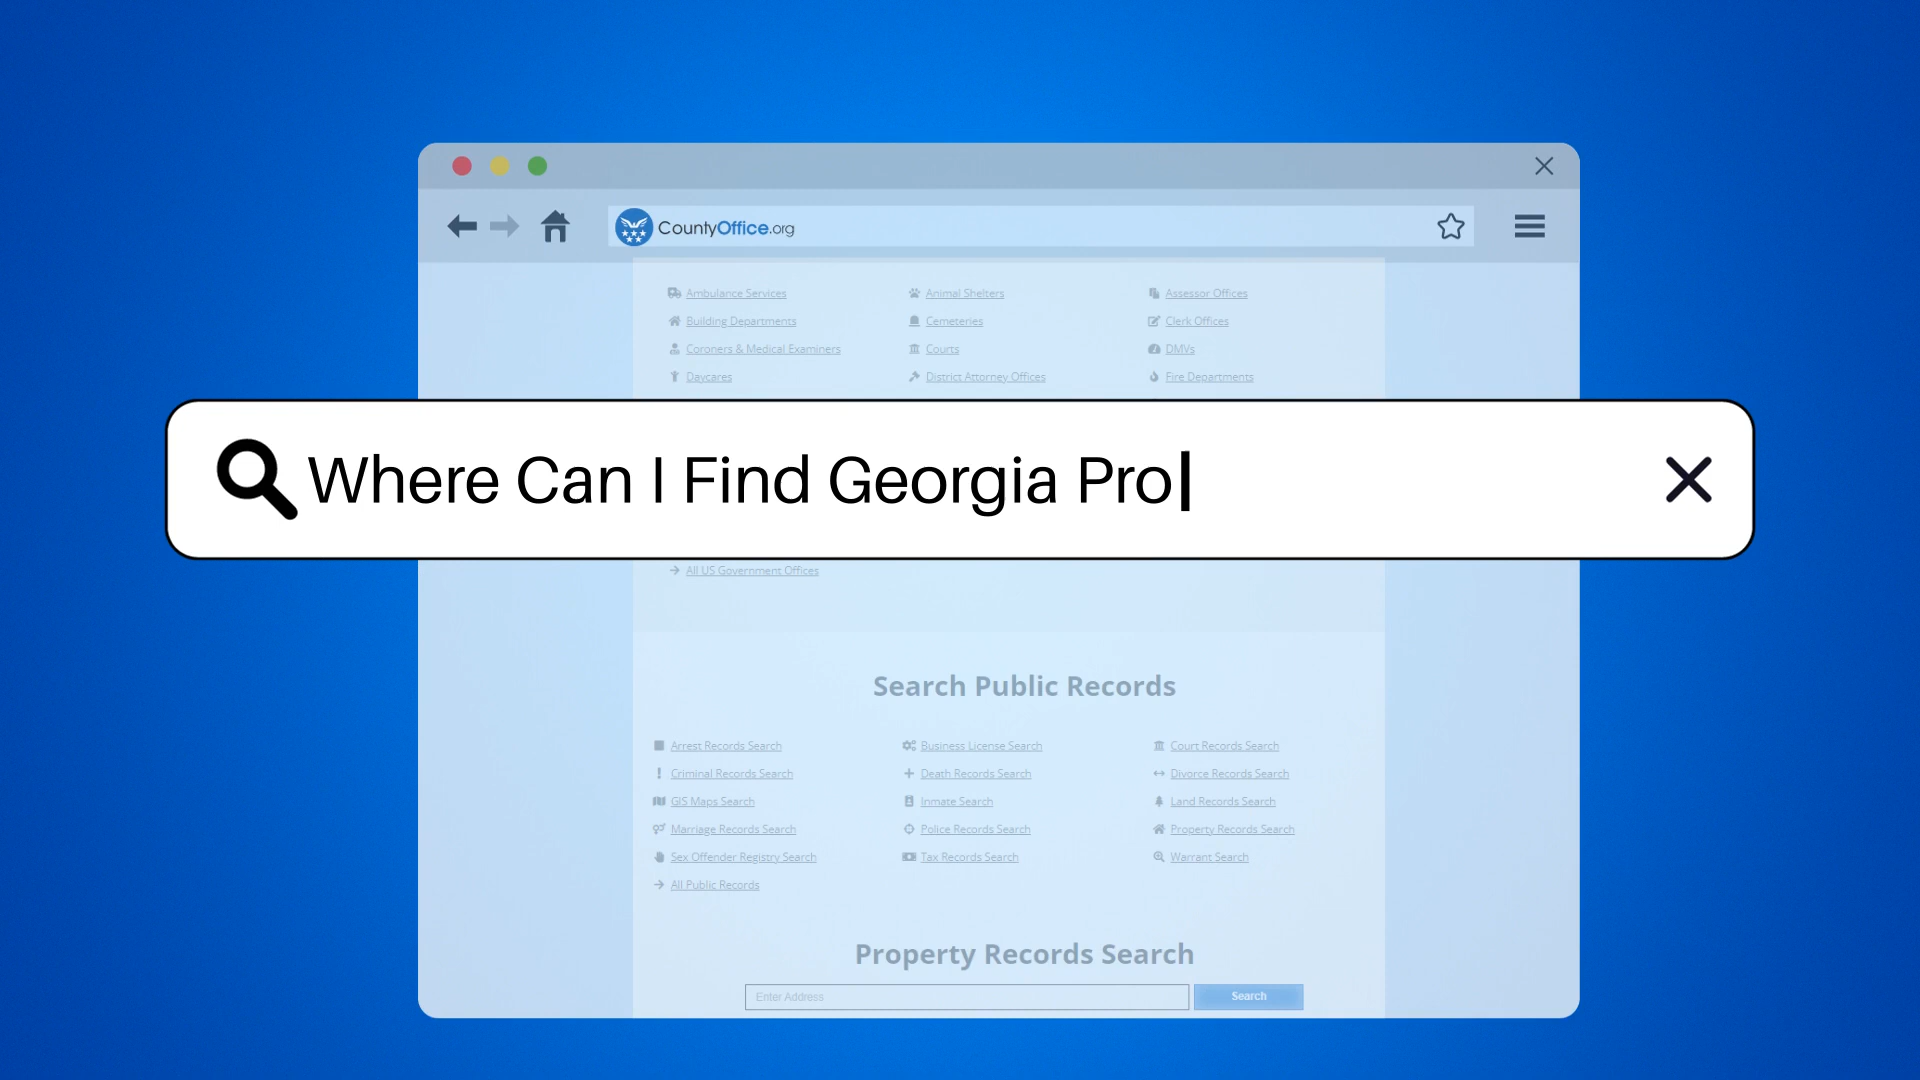 CountyOffice.org
Ambulance Services Animal Shelters Assessor Offices
Building Departments Cemeteries Clerk Offices
Coroners & Medical Examiners Courts DMVs
Daycares District Attorney Offices Fire Departments
Where Can I Find Georgia Pro
All US Government Offices
Search Public Records
Arrest Records Search Business License Search Court Records Search
Criminal Records Search Death Records Search Divorce Records Search
GIS Maps Search Inmate Search Land Records Search
Marriage Records Search Police Records Search Property Records Search
Sex Offender Registry Search Tax Records Search Warrant Search
All Public Records
Property Records Search
Enter Address Search